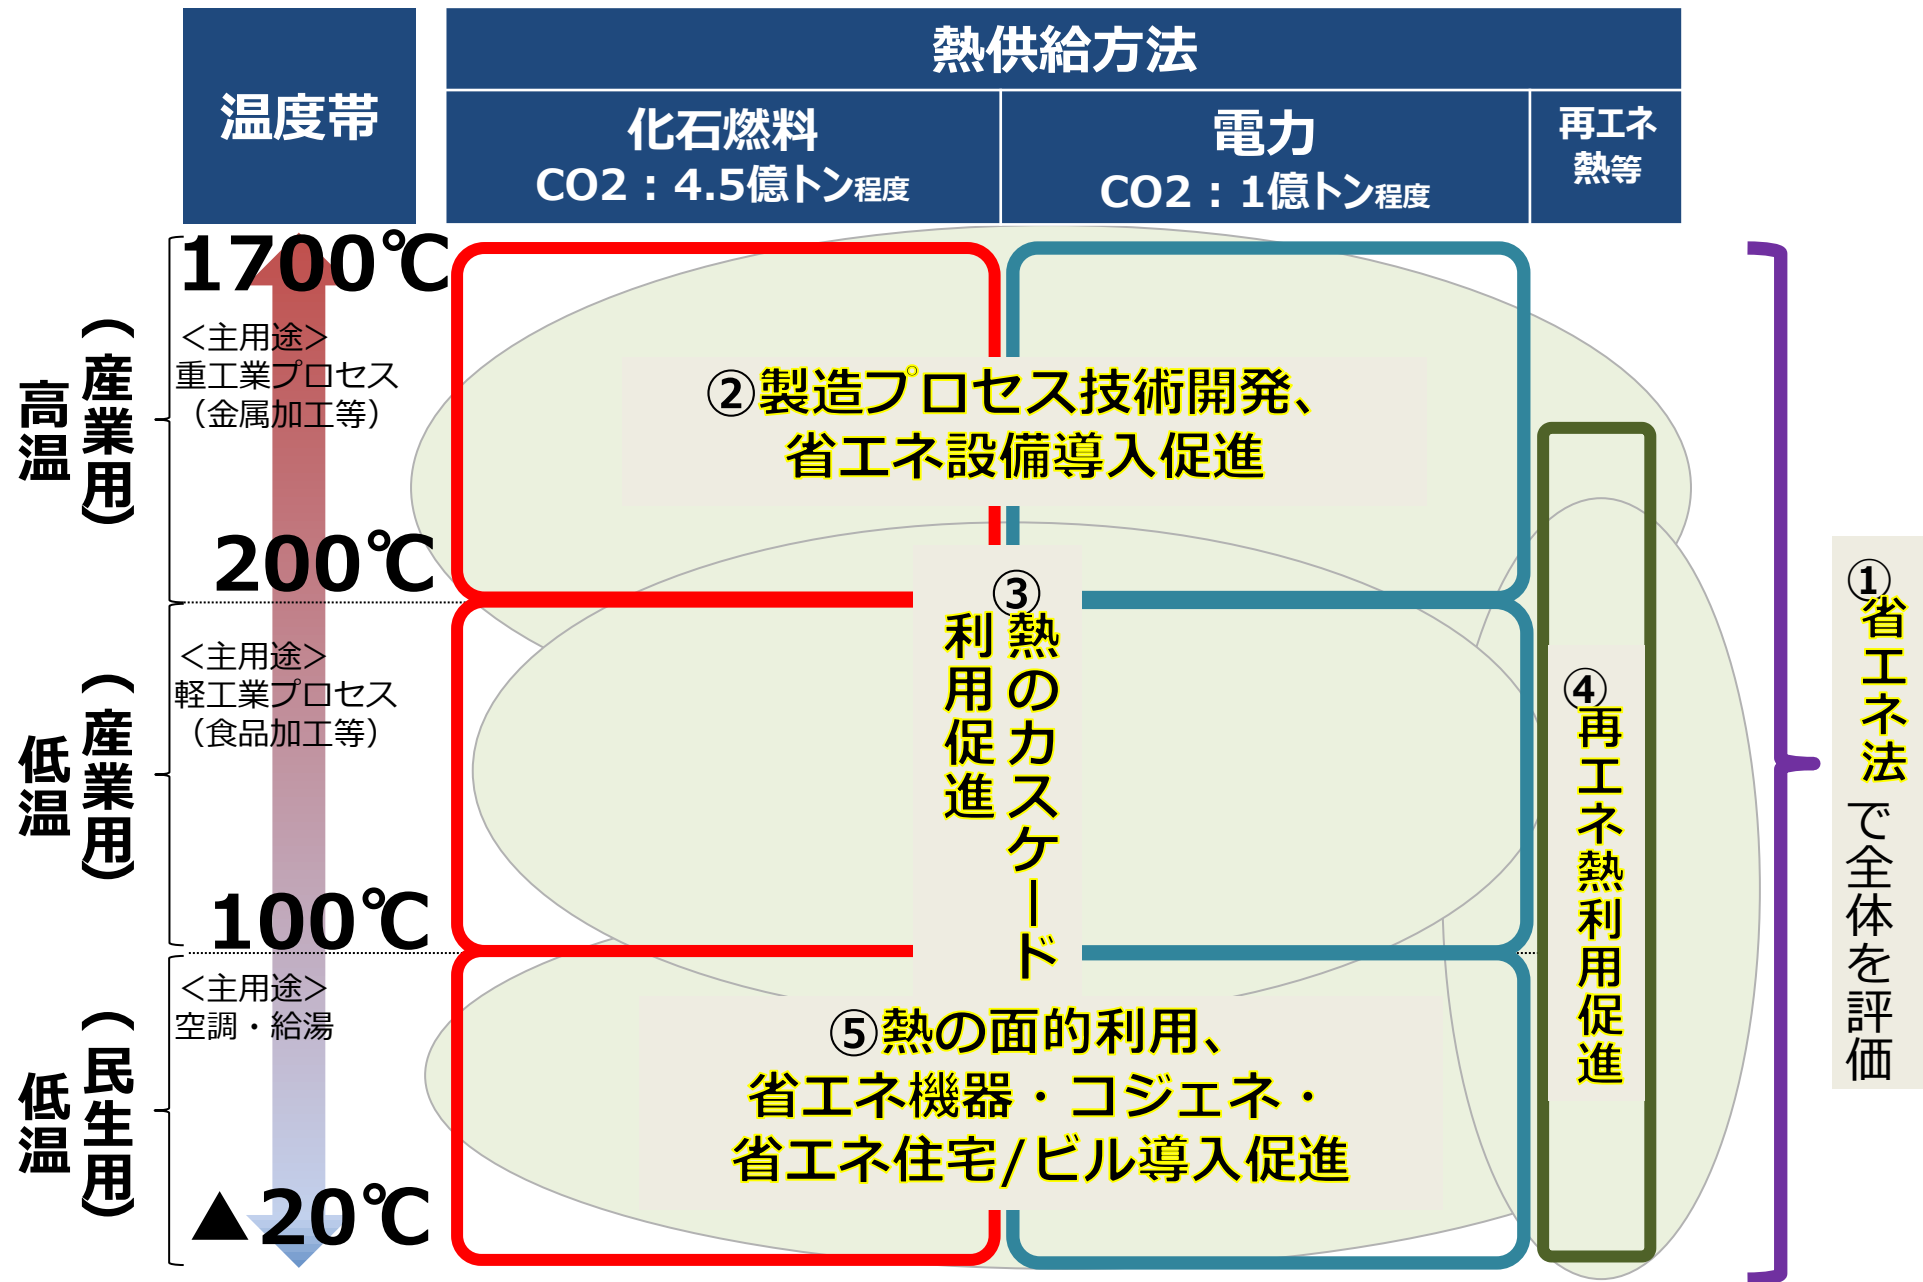 温度帯
熱供給方法
化石燃料
CO2：4.5億トン程度
電力
CO2：1億トン程度
再エネ
熱等
高温
（産業用）
1700℃
＜主用途＞
重工業プロセス
（金属加工等）
200℃
②製造プロセス技術開発、
省エネ設備導入促進
低温
（産業用）
＜主用途＞
軽工業プロセス
（食品加工等）
100℃
③熱のカスケード
利用促進
④再エネ熱利用促進
①省エネ法で全体を評価
低温
（民生用）
＜主用途＞
空調・給湯
▲20℃
⑤熱の面的利用、
省エネ機器・コジェネ・
省エネ住宅/ビル導入促進